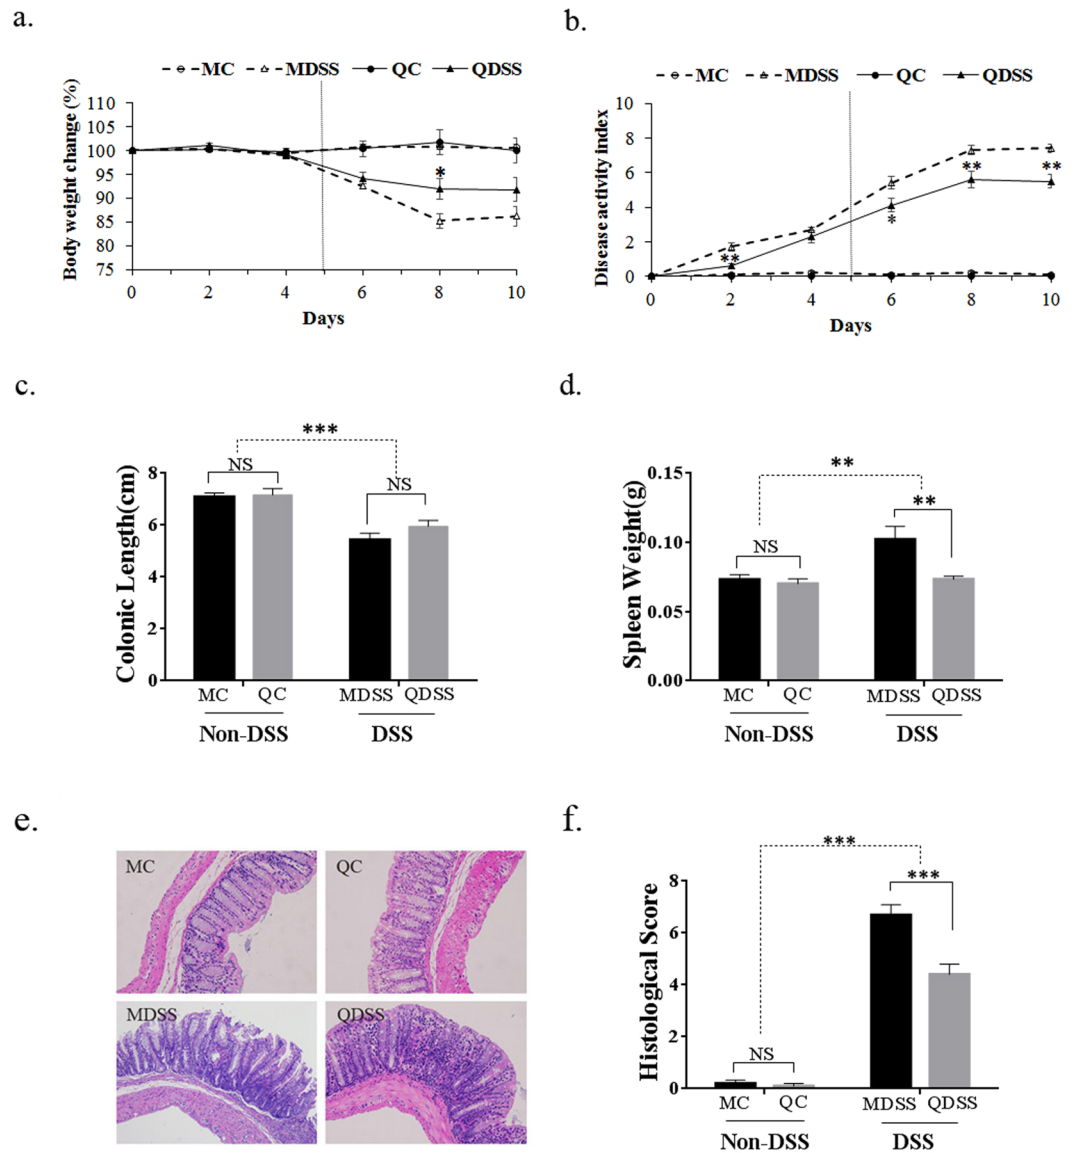 a.
MC MDSS QC QDSS
Body weight change (%)
110
105
100
95
90
85
80
75
*
0 2 4 6 8 10
Days
b.
MC MDSS QC QDSS
Disease activity index
10
8
6
4
2
0
** * ** **
0 2 4 6 8 10
Days
c.
***
NS NS
Colonic Length(cm)
8
6
4
2
0
MC QC MDSS QDSS
Non-DSS DSS
d.
**
**
NS
Spleen Weight(g)
0.15
0.10
0.05
0.00
MC QC MDSS QDSS
Non-DSS DSS
e.
MC QC
MDSS QDSS
f.
***
***
NS
Histological Score
8
6
4
2
0
MC QC MDSS QDSS
Non-DSS DSS